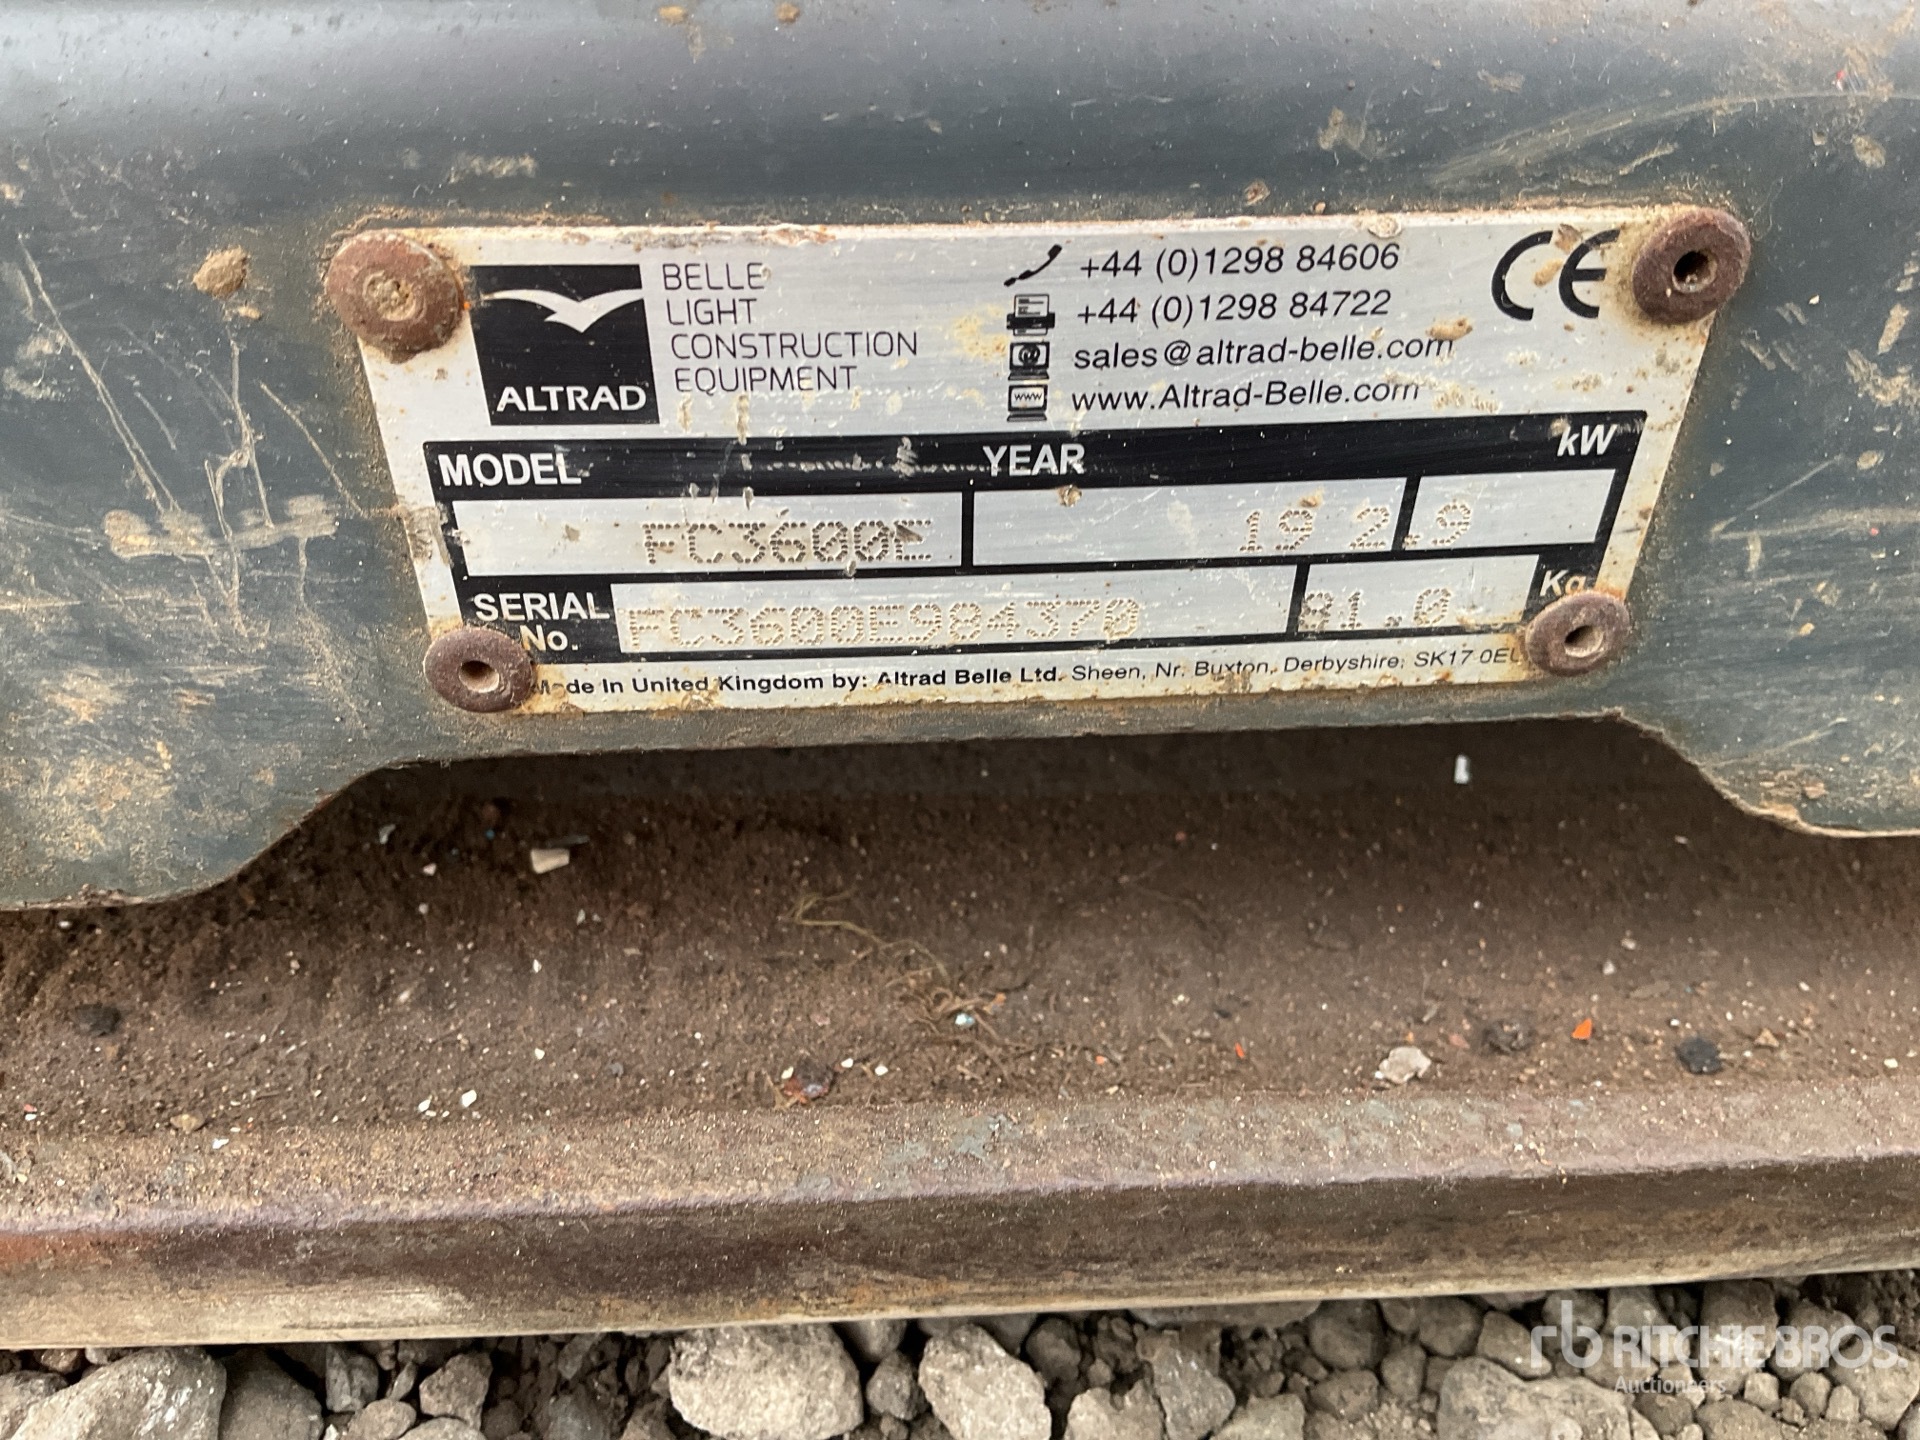 BELLE
LIGHT
CONSTRUCTION
EQUIPMENT
ALTRAD
+44 (0)1298 84606
+44 (0)1298 84722
sales@altrad-belle.com
www.Altrad-Belle.com
CE
MODEL YEAR kW
FC3600E 19 2.9
SERIAL No. FC3600E984370 81.0 Kg
Made In United Kingdom by: Altrad Belle Ltd. Sheen, Nr. Buxton, Derbyshire. SK17 0EU
rb RITCHIE BROS.
Auctioneers